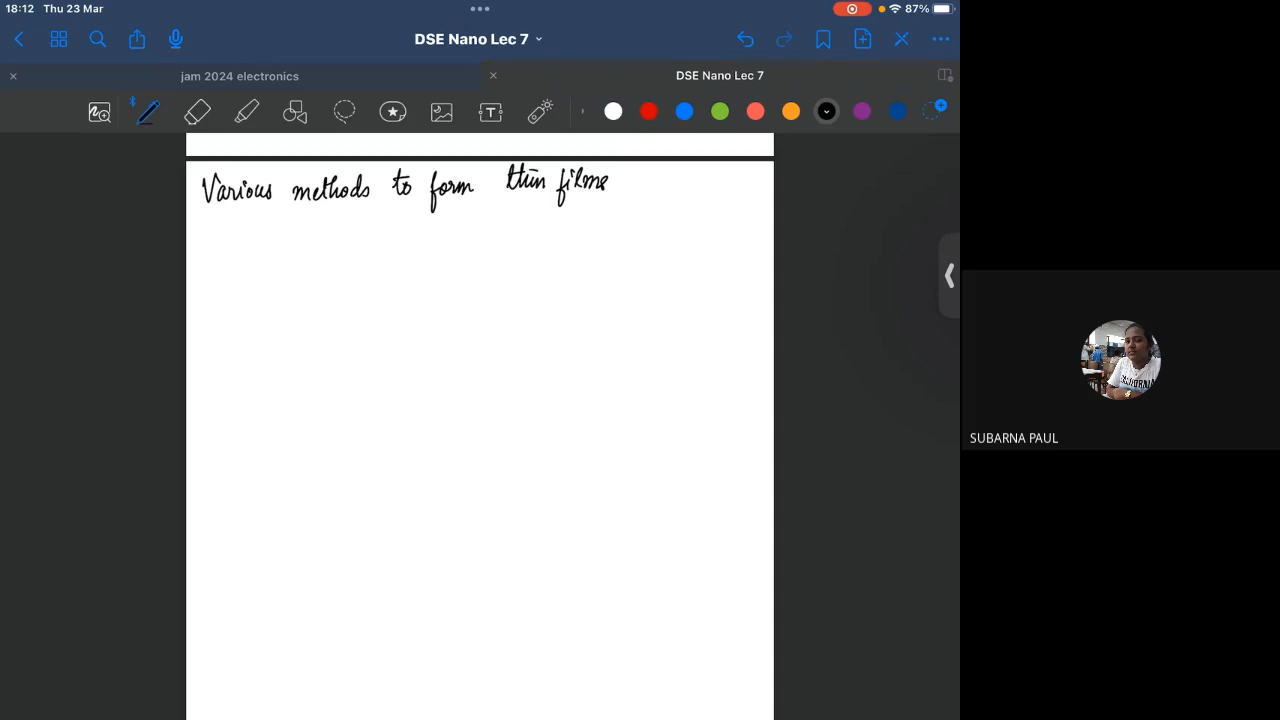 18:12 Thu 23 Mar
87%
DSE Nano Lec 7
jam 2024 electronics
DSE Nano Lec 7
T
Various methods to form thin films
CALIFORNIA
SUBARNA PAUL